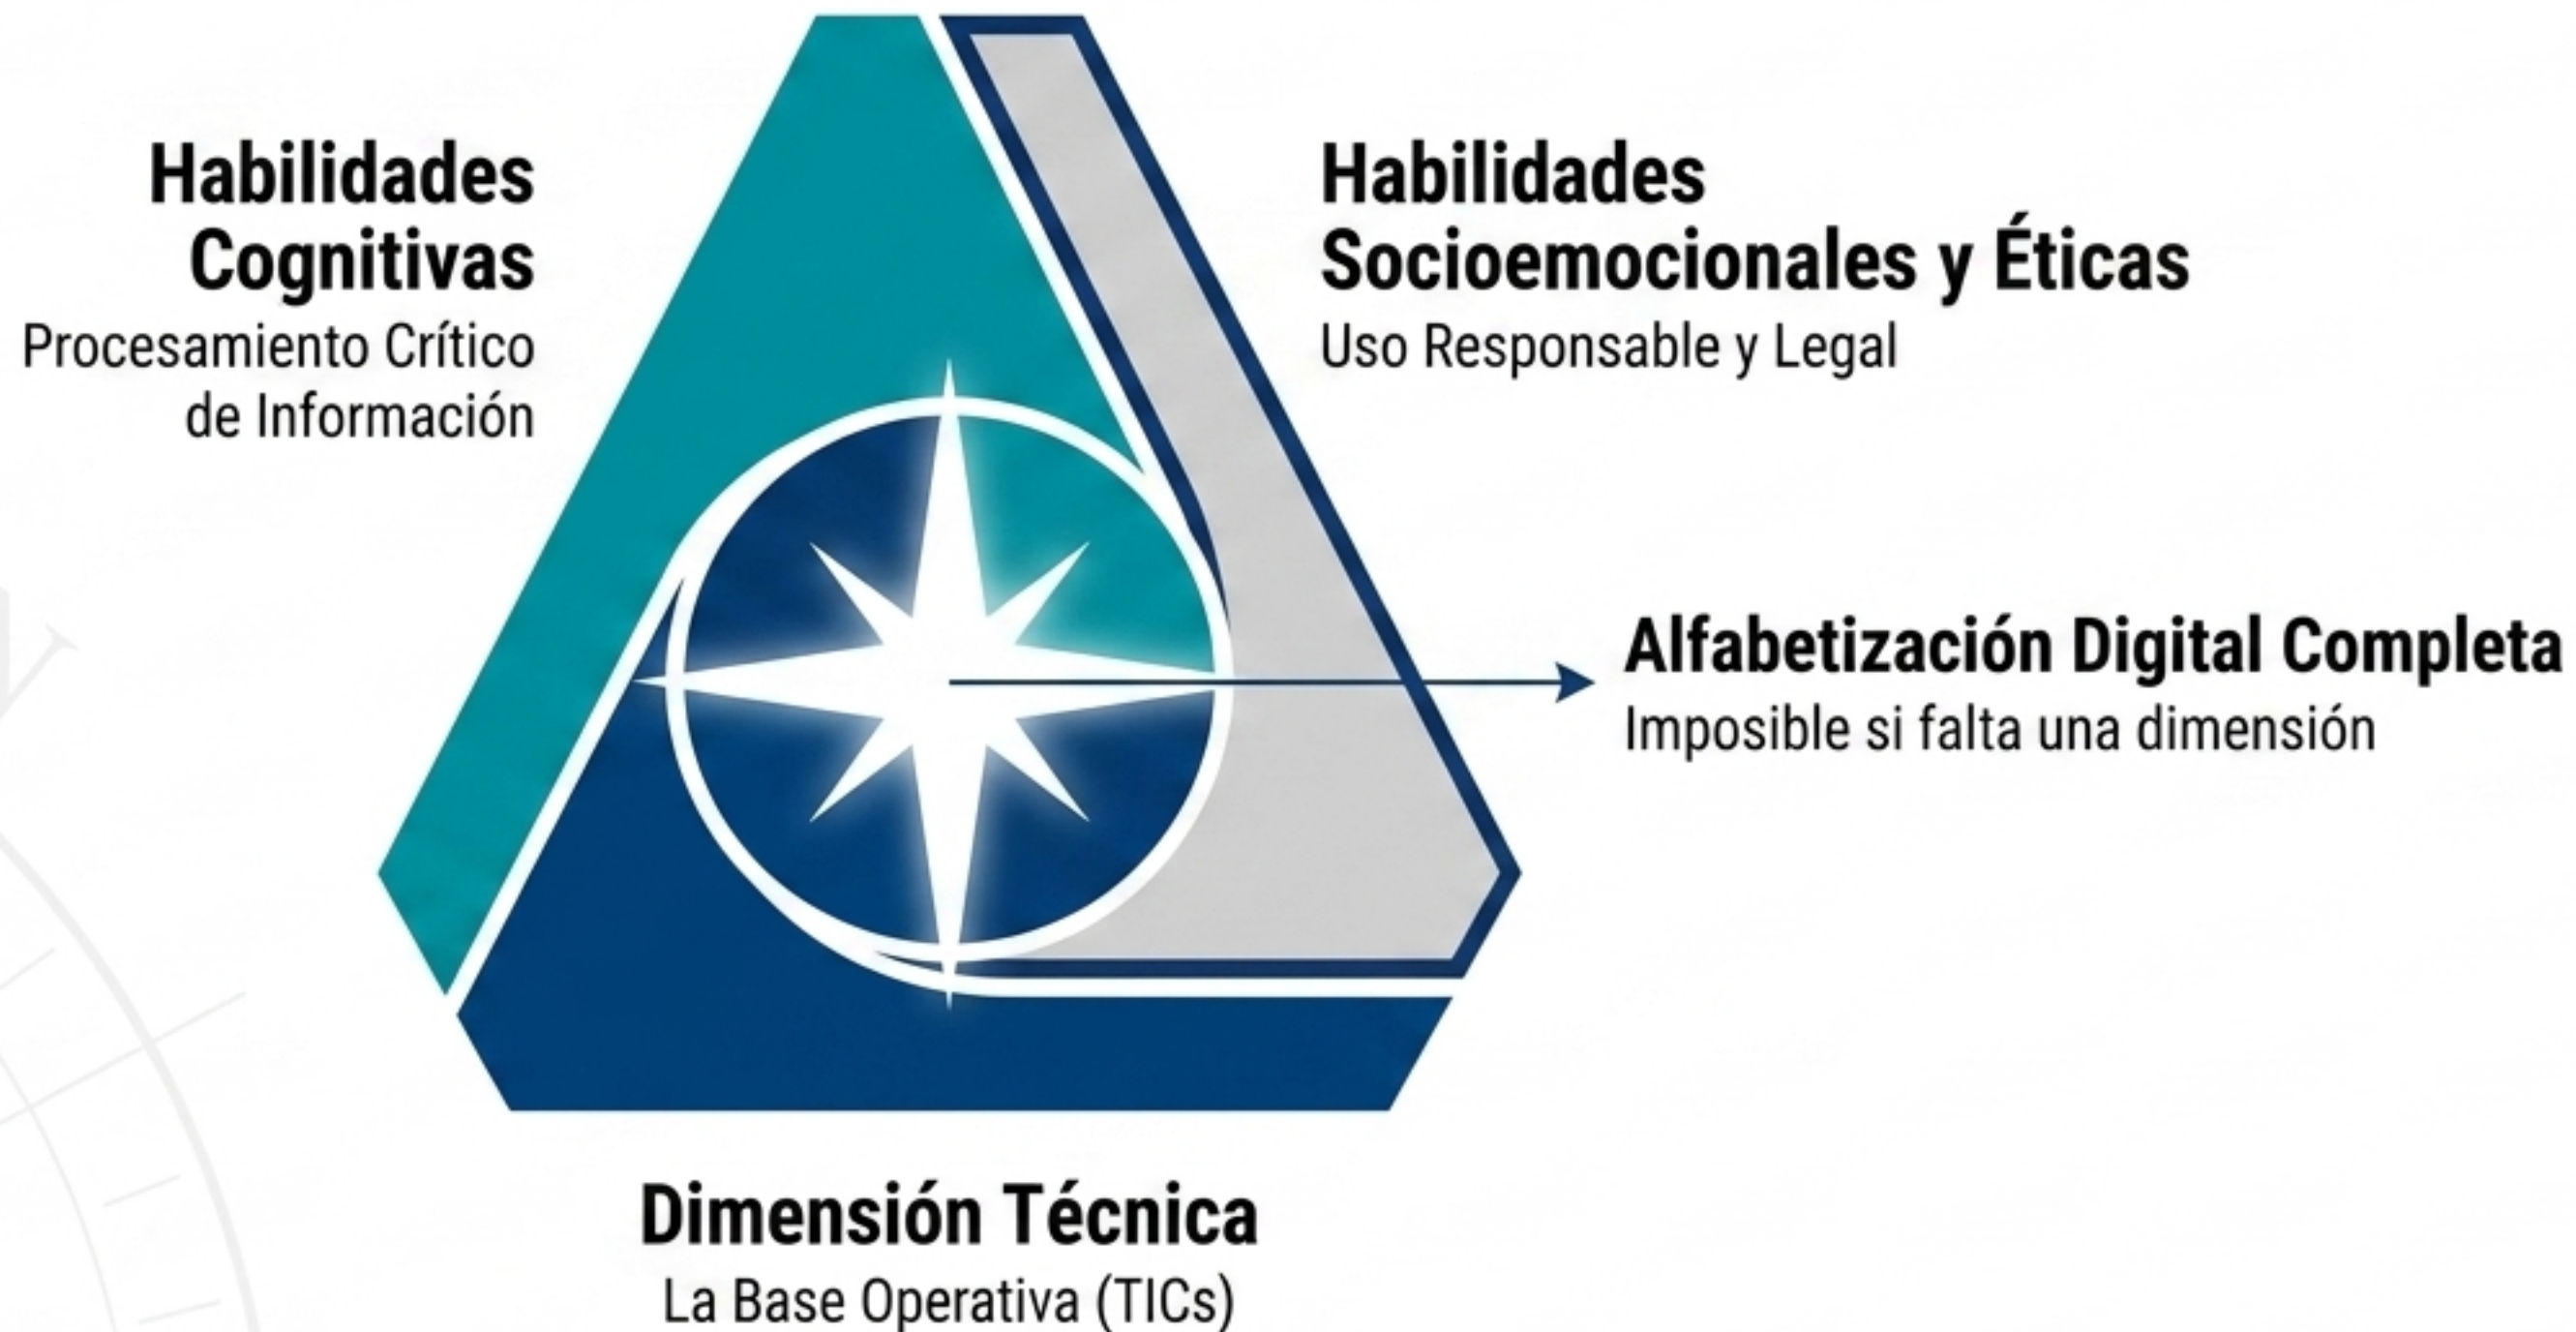 Habilidades
Cognitivas
Procesamiento Crítico
de Información
Habilidades
Socioemocionales y Éticas
Uso Responsable y Legal
Alfabetización Digital Completa
Imposible si falta una dimensión
Dimensión Técnica
La Base Operativa (TICs)